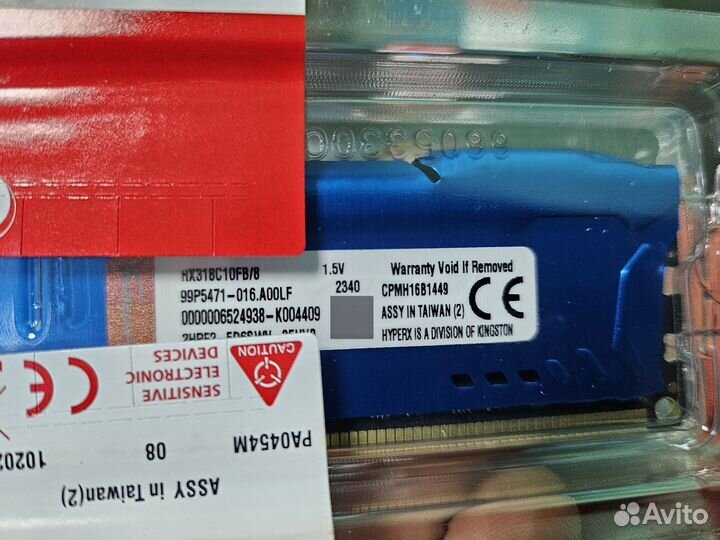 HX318C10FB/8 1.5V Warranty Void If Removed
99P5471-016.A00LF 2340 CPMH16B1449
0000006524938-K004409 ASSY IN TAIWAN (2)
HYPERX IS A DIVISION OF KINGSTON
CE
CAUTION
SENSITIVE
ELECTRONIC
DEVICES
CE
PA0454M
08
ASSY in Taiwan(2)
Avito